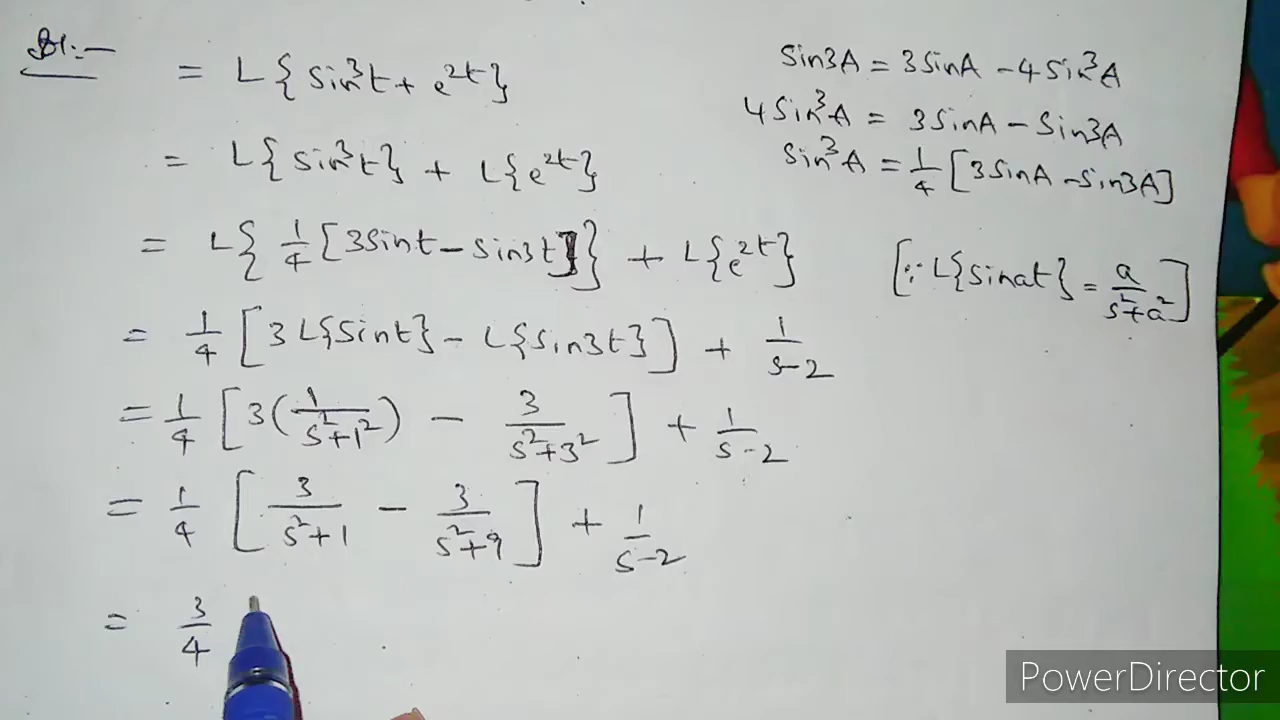 Sol:-
= L{sin³t + e²ᵗ}
= L{sin³t} + L{e²ᵗ}
= L{1/4 [3sint - sin3t]} + L{e²ᵗ}
= 1/4 [3L{sint} - L{sin3t}] + 1/(s-2)
= 1/4 [3(1/(s²+1²)) - 3/(s²+3²)] + 1/(s-2)
= 1/4 [3/(s²+1) - 3/(s²+9)] + 1/(s-2)
= 3/4
Sin3A = 3SinA - 4Sin³A
4Sin³A = 3SinA - Sin3A
Sin³A = 1/4 [3SinA - Sin3A]
[∵ L{sinat} = a/(s²+a²)]
PowerDirector